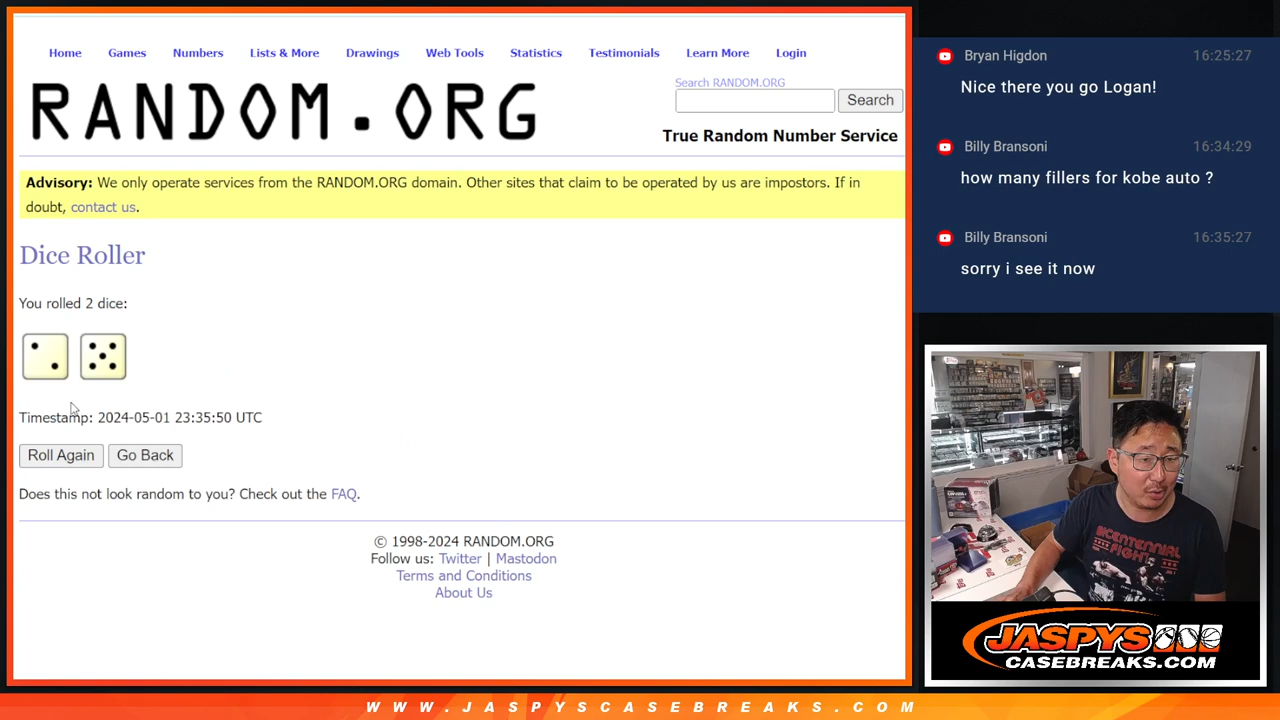 Home Games Numbers Lists & More Drawings Web Tools Statistics Testimonials Learn More Login
RANDOM.ORG
Search RANDOM.ORG
Search
True Random Number Service
Advisory: We only operate services from the RANDOM.ORG domain. Other sites that claim to be operated by us are impostors. If in
doubt, contact us.
Dice Roller
You rolled 2 dice:
Timestamp: 2024-05-01 23:35:50 UTC
Roll Again Go Back
Does this not look random to you? Check out the FAQ.
© 1998-2024 RANDOM.ORG
Follow us: Twitter | Mastodon
Terms and Conditions
About Us
Bryan Higdon 16:25:27
Nice there you go Logan!
Billy Bransoni 16:34:29
how many fillers for kobe auto ?
Billy Bransoni 16:35:27
sorry i see it now
BICENTENNIAL
FIGHT
JASPYS
CASEBREAKS.COM
WWW.JASPYSCASEBREAKS.COM